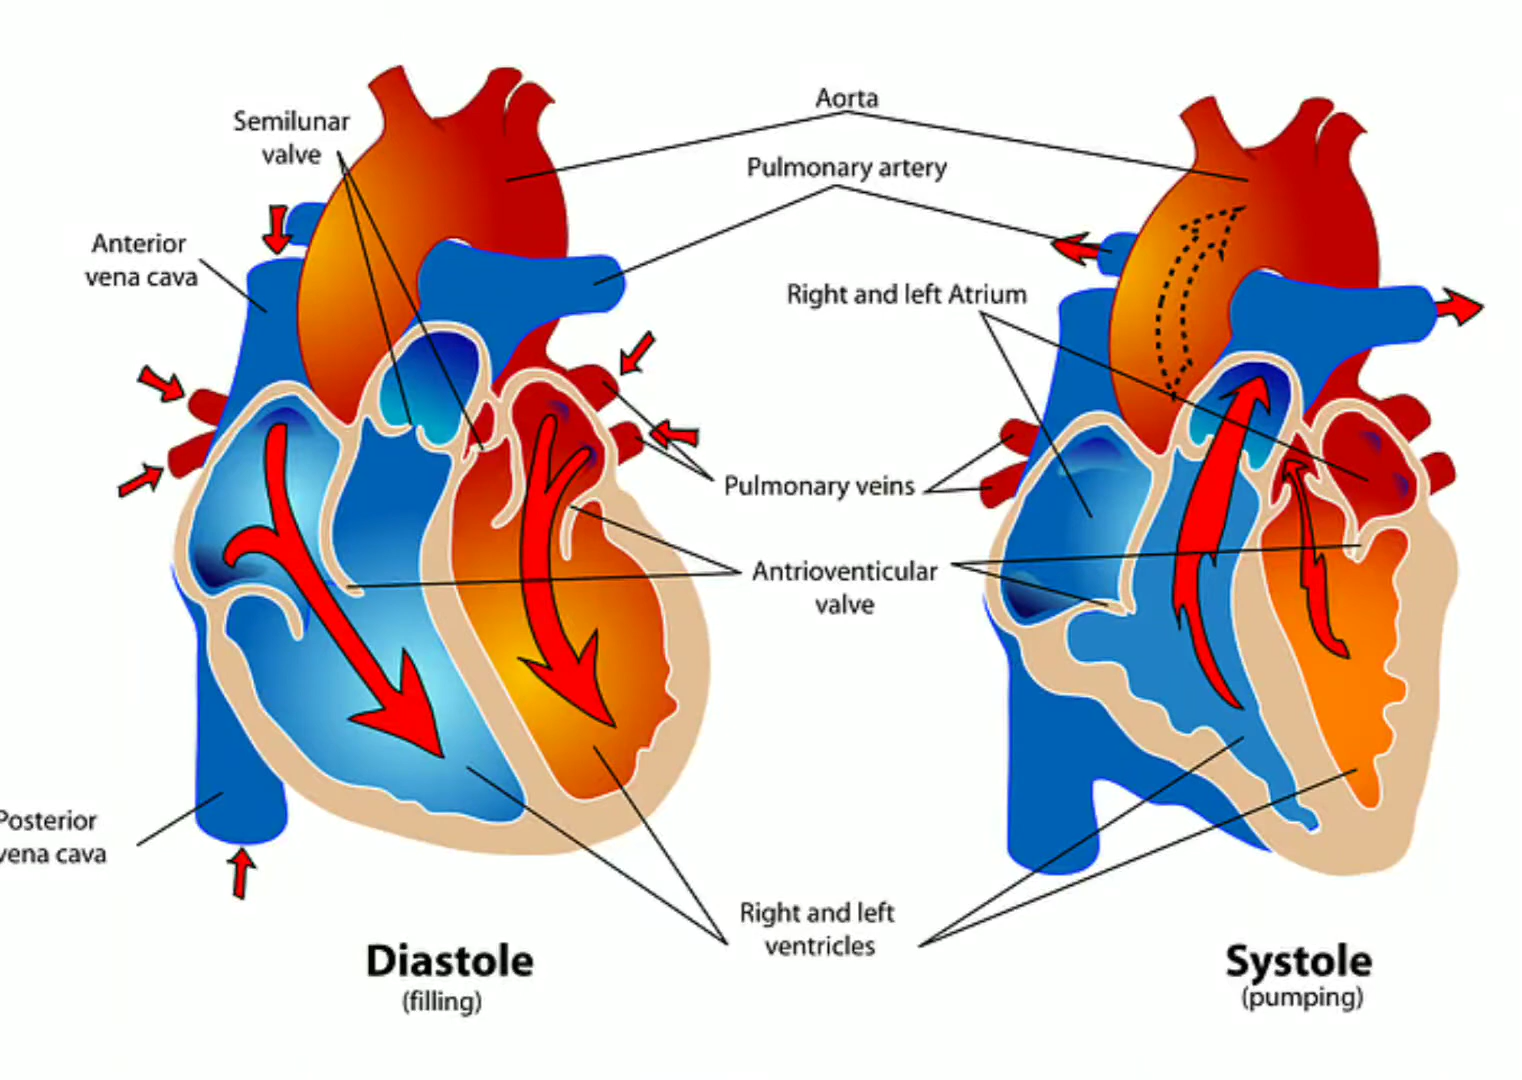 Aorta
Semilunar
valve
Pulmonary artery
Anterior
vena cava
Right and left Atrium
Pulmonary veins
Antrioventicular
valve
Posterior
vena cava
Right and left
ventricles
Diastole
(filling)
Systole
(pumping)